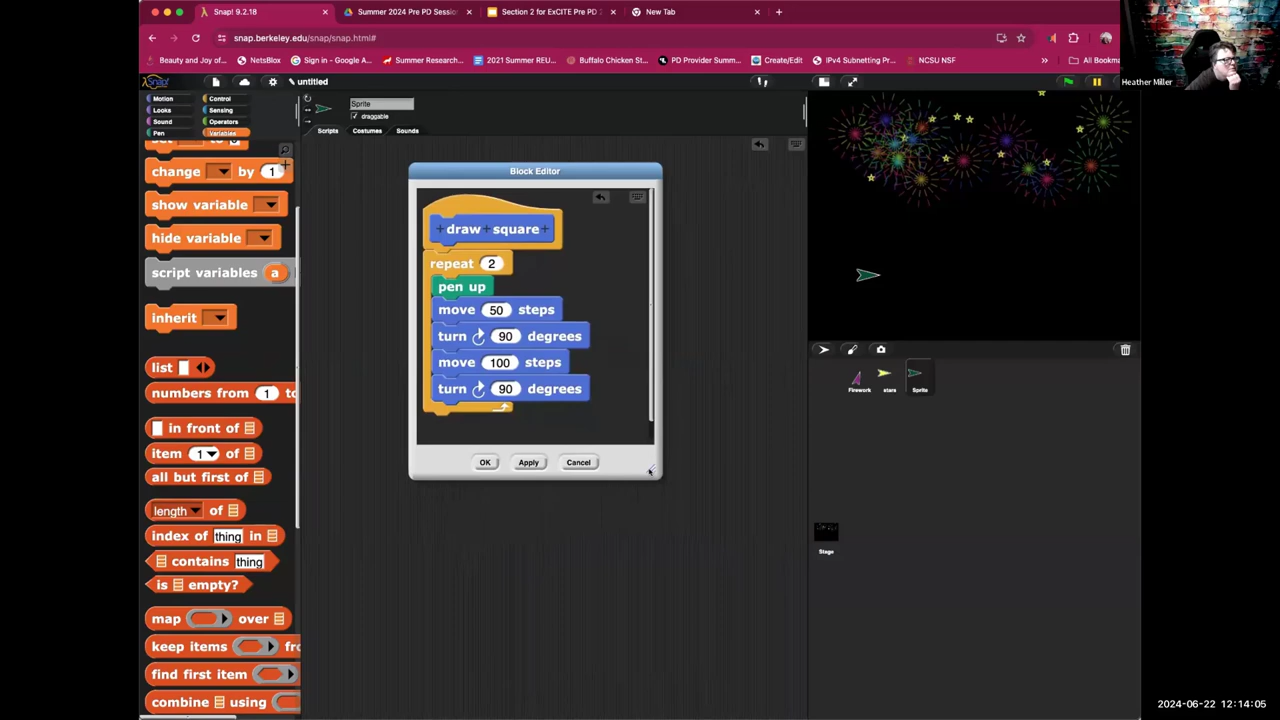 Snap! 9.2.18
Summer 2024 Pre PD Sessio
Section 2 for ExCITE Pre PD 2
New Tab
snap.berkeley.edu/snap/snap.html#
Beauty and Joy of...
NetsBlox
Sign in - Google A...
Summer Research...
2021 Summer REU...
Buffalo Chicken St...
PD Provider Summ...
Create/Edit
IPv4 Subnetting Pr...
NCSU NSF
All Bookma
Heather Miller
untitled
Motion
Control
Looks
Sensing
Sound
Operators
Pen
Variables
Sprite
draggable
Scripts
Costumes
Sounds
change by 1
show variable
hide variable
script variables a
inherit
list
numbers from 1 to
in front of
item 1 of
all but first of
length of
index of thing in
contains thing
is empty?
map over
keep items fro
find first item
combine using
Block Editor
draw square
repeat 2
pen up
move 50 steps
turn 90 degrees
move 100 steps
turn 90 degrees
OK
Apply
Cancel
Firework
stars
Sprite
Stage
2024-06-22 12:14:05